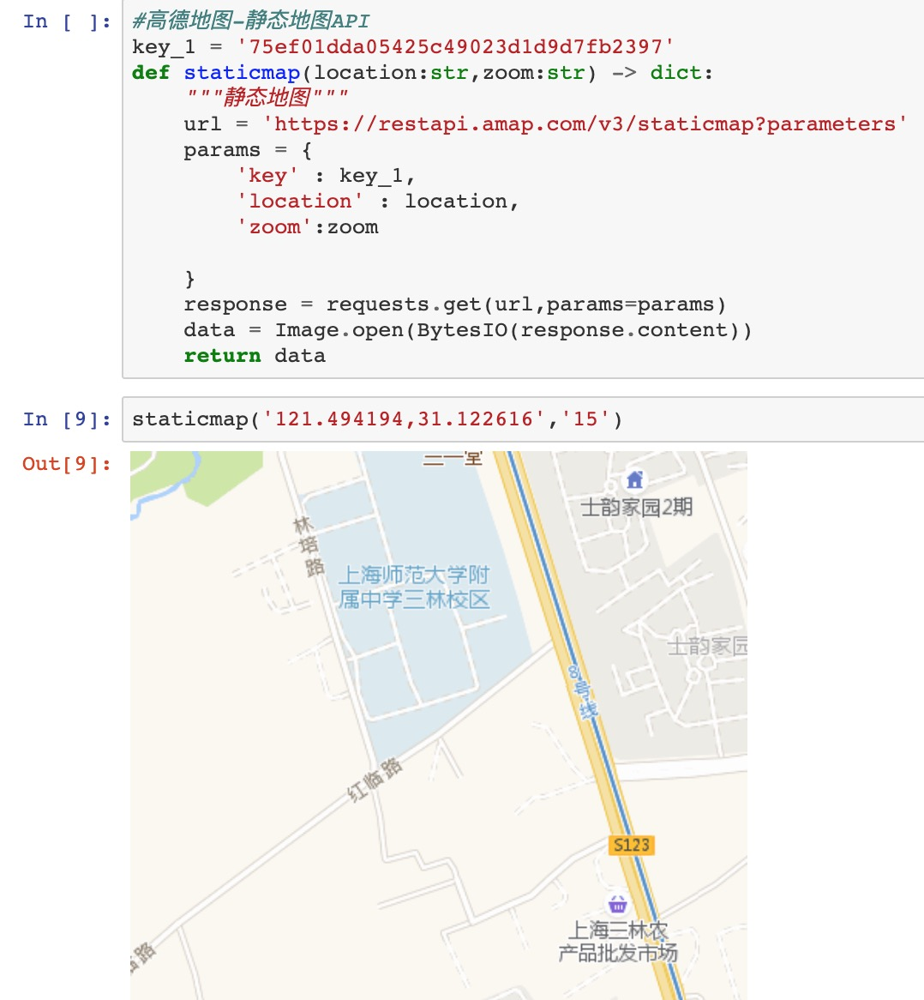 In [ ]:
#高德地图-静态地图API
key_1 = '75ef01dda05425c49023d1d9d7fb2397'
def staticmap(location:str,zoom:str) -> dict:
    """静态地图"""
    url = 'https://restapi.amap.com/v3/staticmap?parameters'
    params = {
        'key' : key_1,
        'location' : location,
        'zoom':zoom
    }
    response = requests.get(url,params=params)
    data = Image.open(BytesIO(response.content))
    return data
In [9]:
staticmap('121.494194,31.122616','15')
Out[9]:
士韵家园2期
林培路
上海师范大学附
属中学三林校区
士韵家园
8号线
红临路
S123
上海三林农
产品批发市场
路